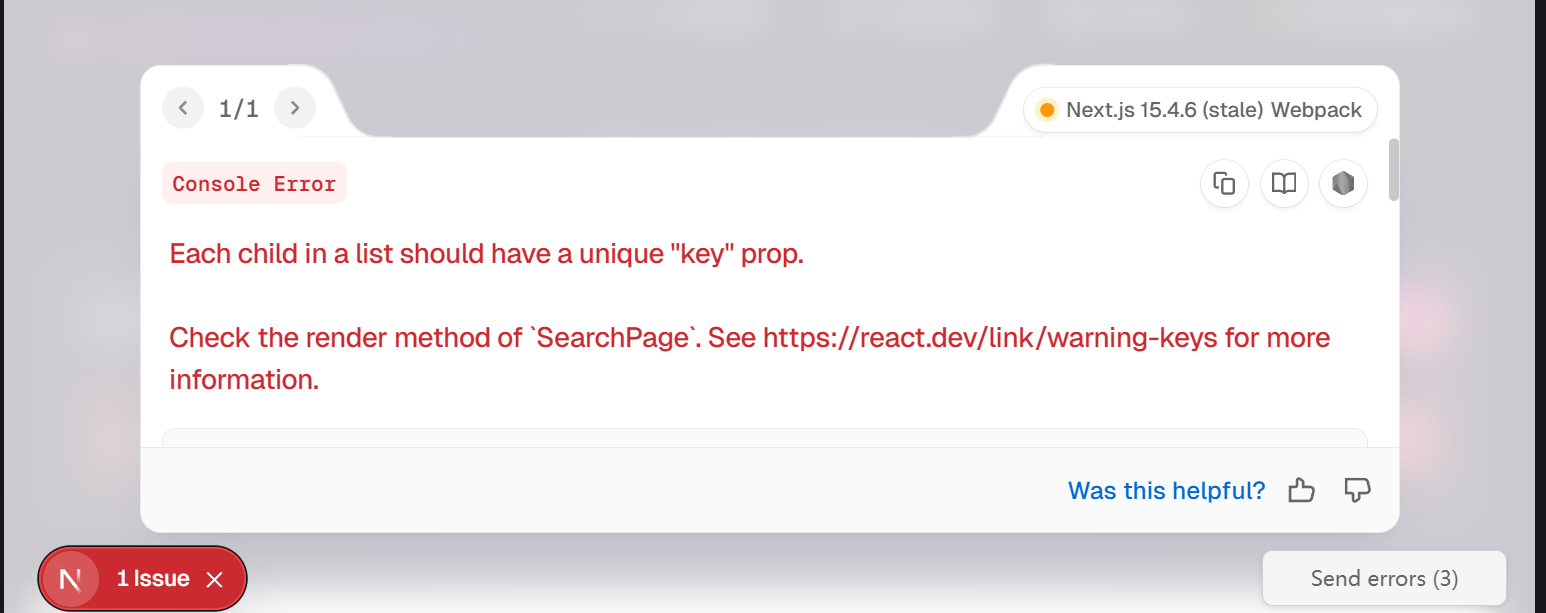 1/1
Next.js 15.4.6 (stale) Webpack
Console Error
Each child in a list should have a unique "key" prop.
Check the render method of `SearchPage`. See https://react.dev/link/warning-keys for more
information.
Was this helpful?
N 1 Issue
Send errors (3)